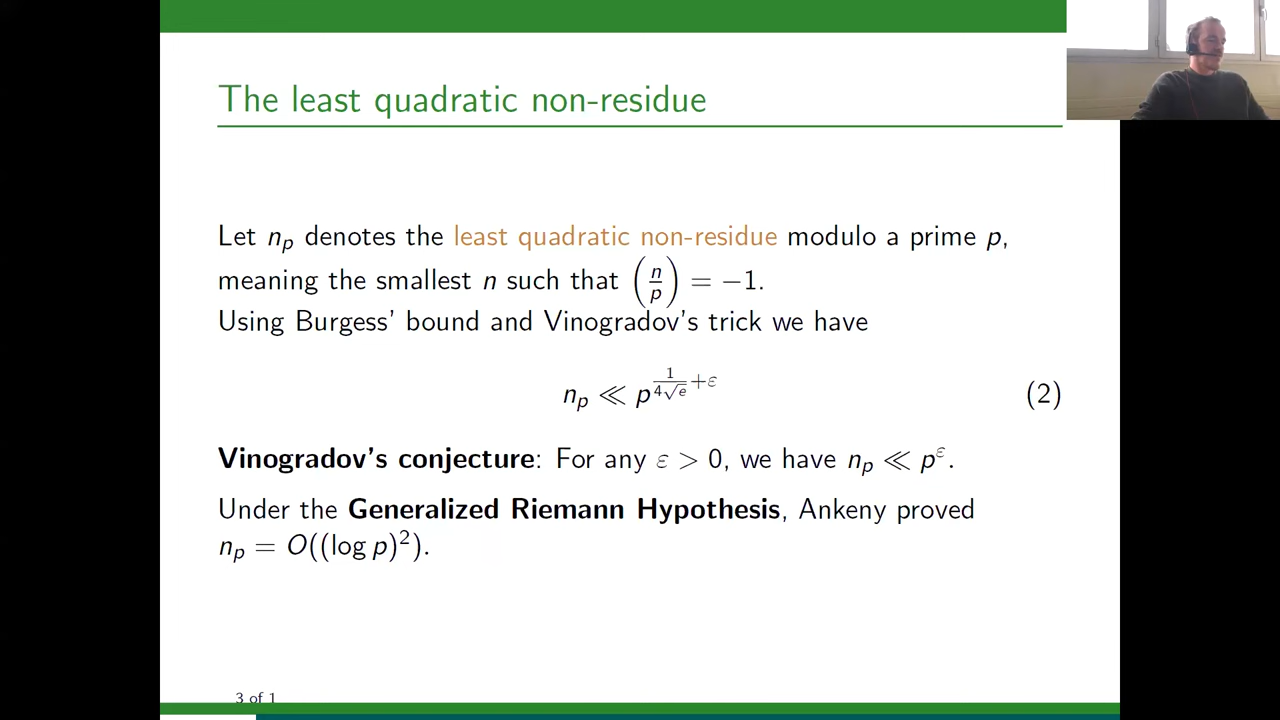 The least quadratic non-residue
Let n_p denotes the least quadratic non-residue modulo a prime p,
meaning the smallest n such that (n/p) = −1.
Using Burgess' bound and Vinogradov's trick we have
n_p ≪ p^{1/(4√e)+ε} (2)
Vinogradov's conjecture: For any ε > 0, we have n_p ≪ p^ε.
Under the Generalized Riemann Hypothesis, Ankeny proved
n_p = O((log p)^2).
3 of 1